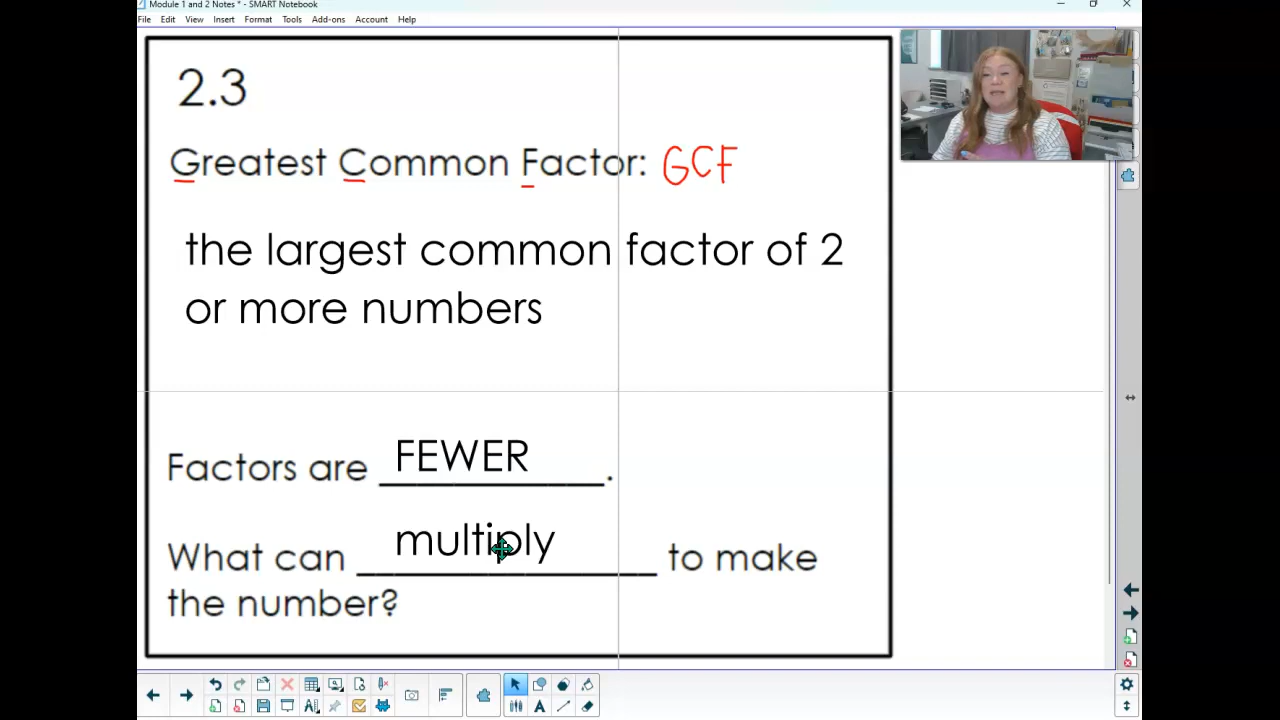 Module 1 and 2 Notes * - SMART Notebook
File Edit View Insert Format Tools Add-ons Account Help
2.3
Greatest Common Factor: GCF
the largest common factor of 2
or more numbers
Factors are FEWER.
What can multiply to make
the number?